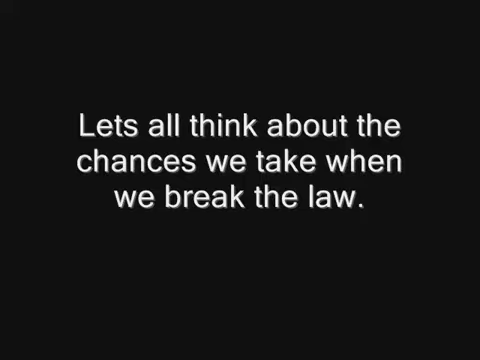 Lets all think about the
chances we take when
we break the law.